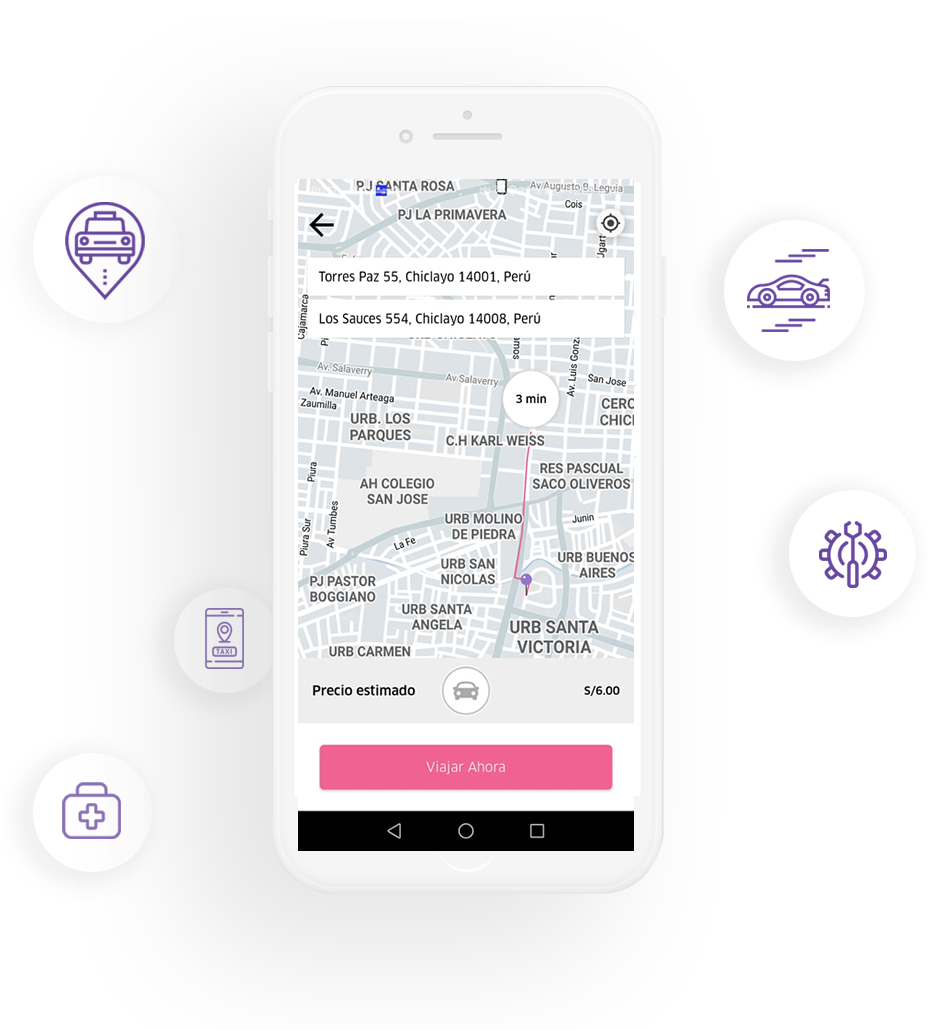 P.J SANTA ROSA
Av Augusto B. Leguia
Cois
PJ LA PRIMAVERA
Torres Paz 55, Chiclayo 14001, Perú
Los Sauces 554, Chiclayo 14008, Perú
Cajamarca
Av. Salaverry
Av Salaverry
Av. Luis Gonz
San Jose
Av. Manuel Arteaga
Zaumilla
3 min
CERC
CHICL
URB. LOS
PARQUES
C.H KARL WEISS
RES PASCUAL
SACO OLIVEROS
Piura
AH COLEGIO
SAN JOSE
Av Tumbes
Piura Sur
URB MOLINO
DE PIEDRA
Junin
La Fe
URB SAN
NICOLAS
URB BUENOS
AIRES
PJ PASTOR
BOGGIANO
URB SANTA
ANGELA
URB SANTA
VICTORIA
URB CARMEN
TAXI
Precio estimado
S/6.00
Viajar Ahora